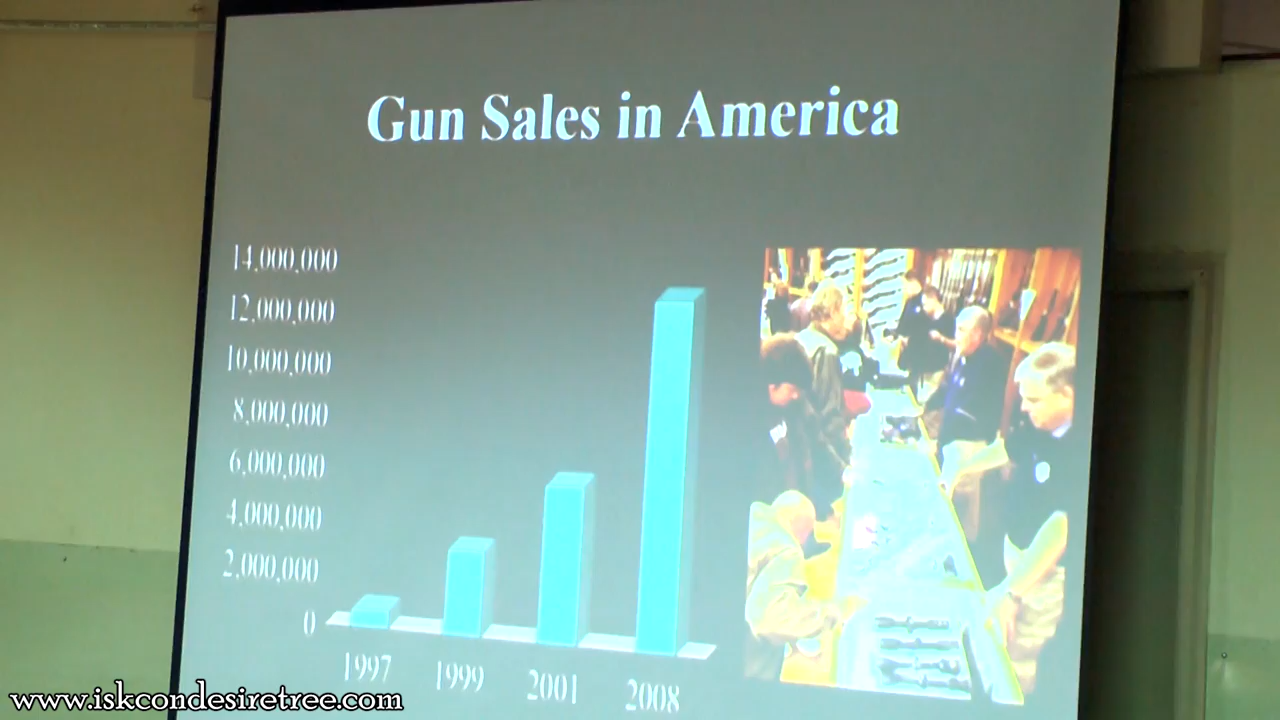 Gun Sales in America
14,000,000
12,000,000
10,000,000
8,000,000
6,000,000
4,000,000
2,000,000
0
1997 1999 2001 2008
www.iskcondesiretree.com